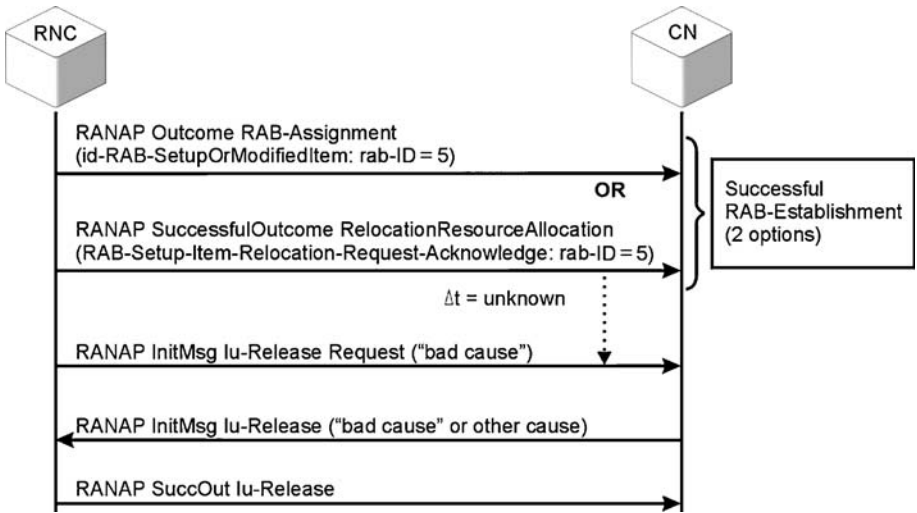 RNC
CN
RANAP Outcome RAB-Assignment
(id-RAB-SetupOrModifiedItem: rab-ID = 5)
OR
Successful
RAB-Establishment
(2 options)
RANAP SuccessfulOutcome RelocationResourceAllocation
(RAB-Setup-Item-Relocation-Request-Acknowledge: rab-ID = 5)
Δt = unknown
RANAP InitMsg Iu-Release Request (“bad cause”)
RANAP InitMsg Iu-Release (“bad cause” or other cause)
RANAP SuccOut Iu-Release